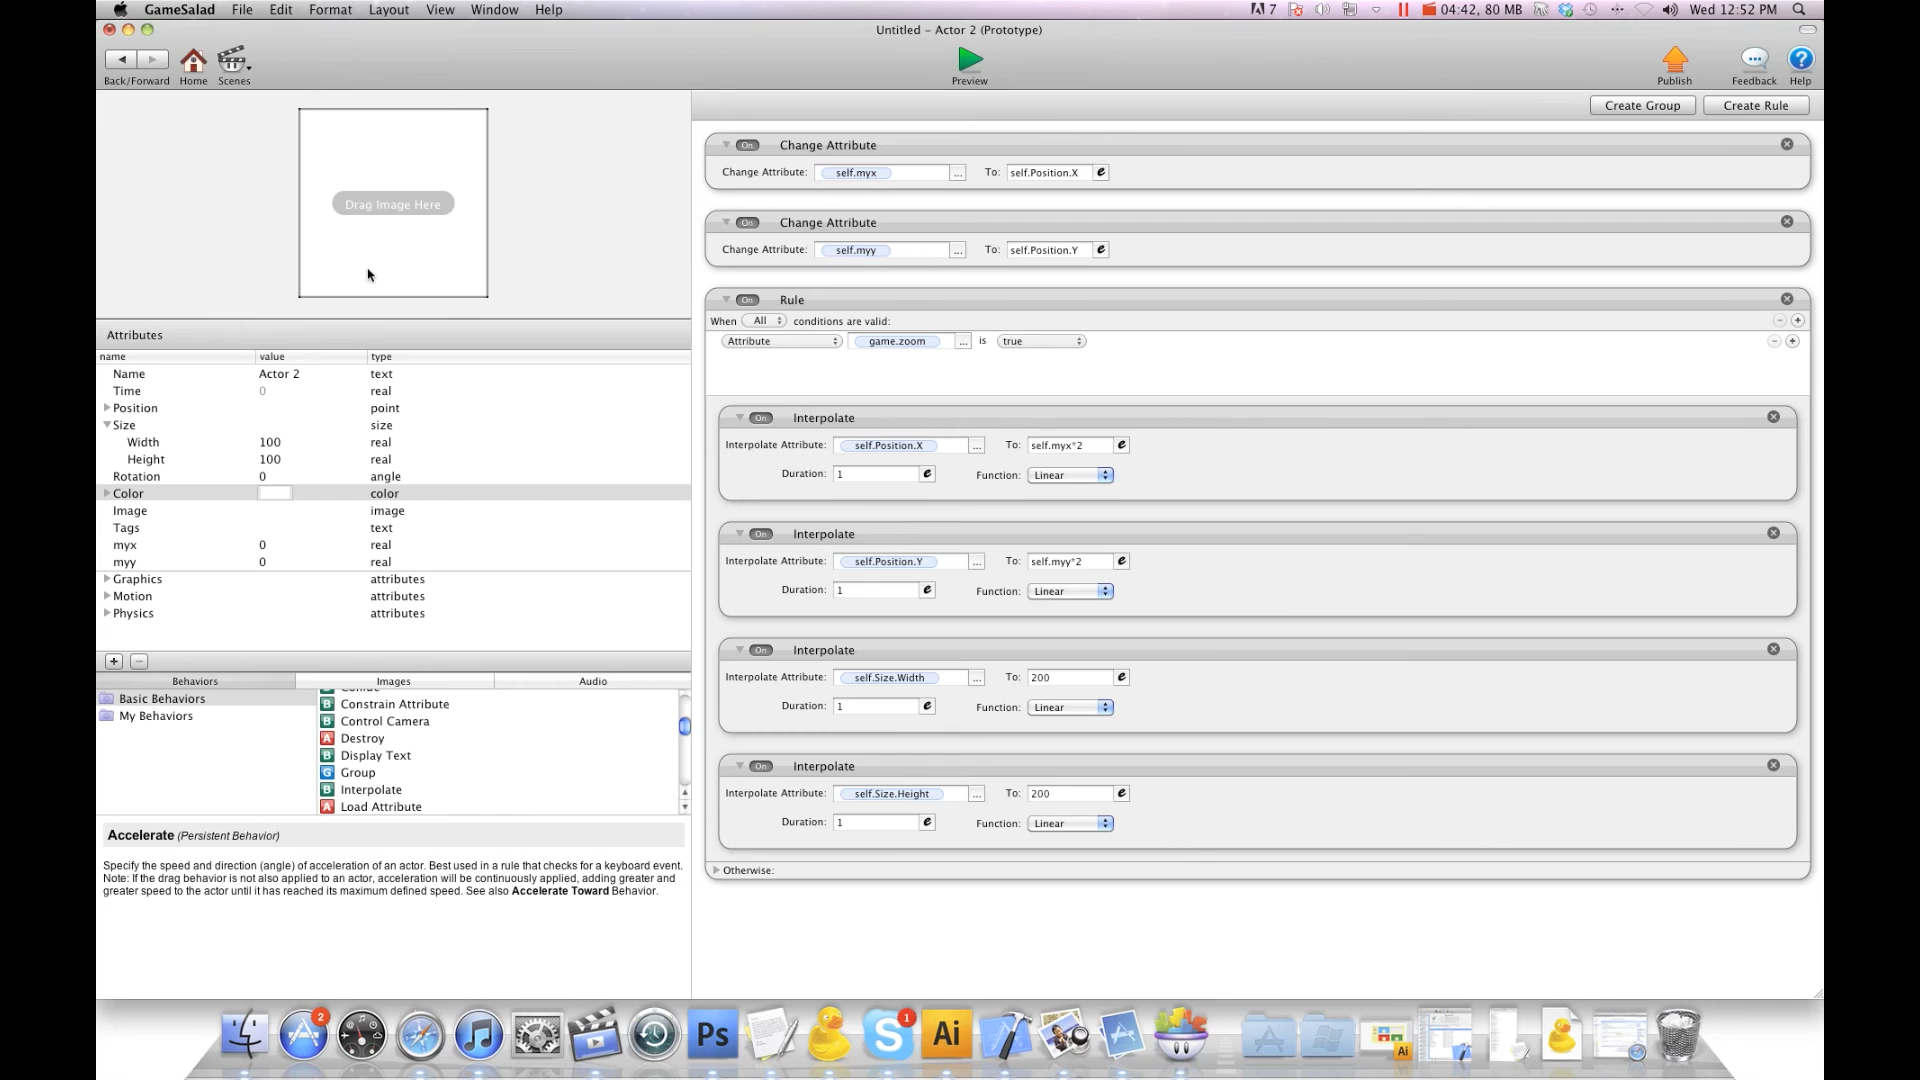 GameSalad File Edit Format Layout View Window Help
7 04:42, 80 MB Wed 12:52 PM
Untitled – Actor 2 (Prototype)
Back/Forward Home Scenes Preview Publish Feedback Help
Create Group Create Rule
Drag Image Here
Attributes
name value type
Name Actor 2 text
Time 0 real
Position point
Size size
Width 100 real
Height 100 real
Rotation 0 angle
Color color
Image image
Tags text
myx 0 real
myy 0 real
Graphics attributes
Motion attributes
Physics attributes
+ −
Behaviors Images Audio
Basic Behaviors
My Behaviors
Collide
B Constrain Attribute
B Control Camera
A Destroy
B Display Text
G Group
B Interpolate
A Load Attribute
Accelerate (Persistent Behavior)
Specify the speed and direction (angle) of acceleration of an actor. Best used in a rule that checks for a keyboard event.
Note: If the drag behavior is not also applied to an actor, acceleration will be continuously applied, adding greater and
greater speed to the actor until it has reached its maximum defined speed. See also Accelerate Toward Behavior.
On Change Attribute
Change Attribute: self.myx ... To: self.Position.X e
On Change Attribute
Change Attribute: self.myy ... To: self.Position.Y e
On Rule
When All conditions are valid:
Attribute game.zoom ... is true
On Interpolate
Interpolate Attribute: self.Position.X ... To: self.myx*2 e
Duration: 1 e Function: Linear
On Interpolate
Interpolate Attribute: self.Position.Y ... To: self.myy*2 e
Duration: 1 e Function: Linear
On Interpolate
Interpolate Attribute: self.Size.Width ... To: 200 e
Duration: 1 e Function: Linear
On Interpolate
Interpolate Attribute: self.Size.Height ... To: 200 e
Duration: 1 e Function: Linear
Otherwise:
2 Ps S 1 Ai Ai